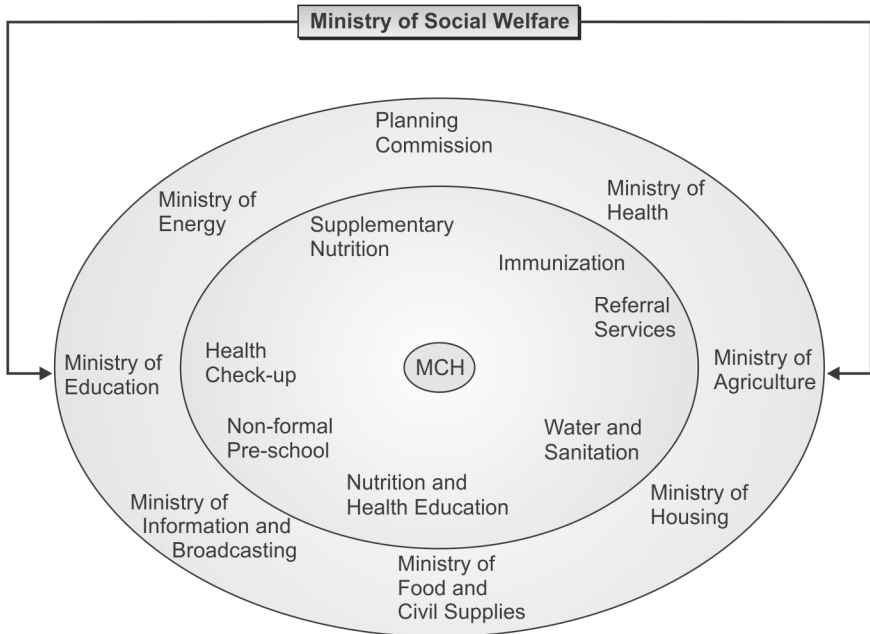 Ministry of Social Welfare
Planning
Commission
Ministry of
Energy
Ministry of
Health
Supplementary
Nutrition
Immunization
Referral
Services
Ministry of
Education
Health
Check-up
MCH
Ministry of
Agriculture
Non-formal
Pre-school
Water and
Sanitation
Nutrition and
Health Education
Ministry of
Information and
Broadcasting
Ministry of
Housing
Ministry of
Food and
Civil Supplies